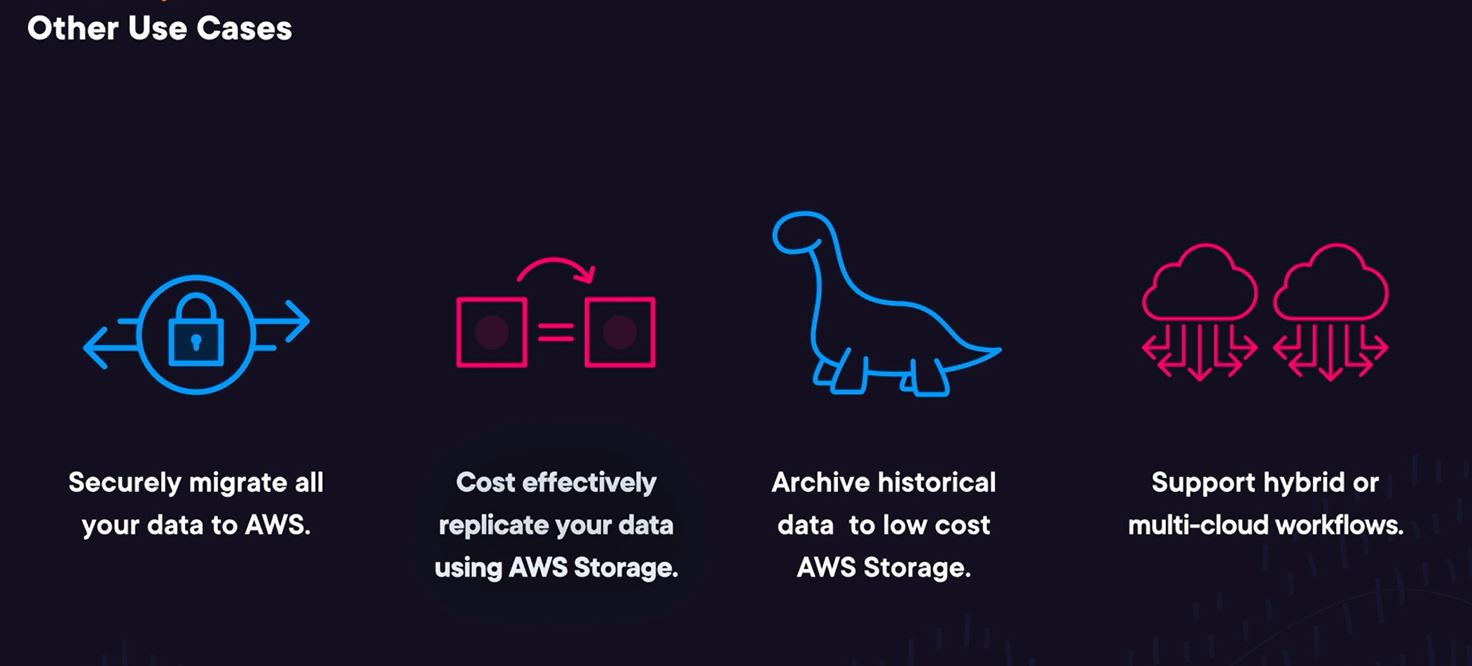 Other Use Cases
Securely migrate all
your data to AWS.
Cost effectively
replicate your data
using AWS Storage.
Archive historical
data to low cost
AWS Storage.
Support hybrid or
multi-cloud workflows.